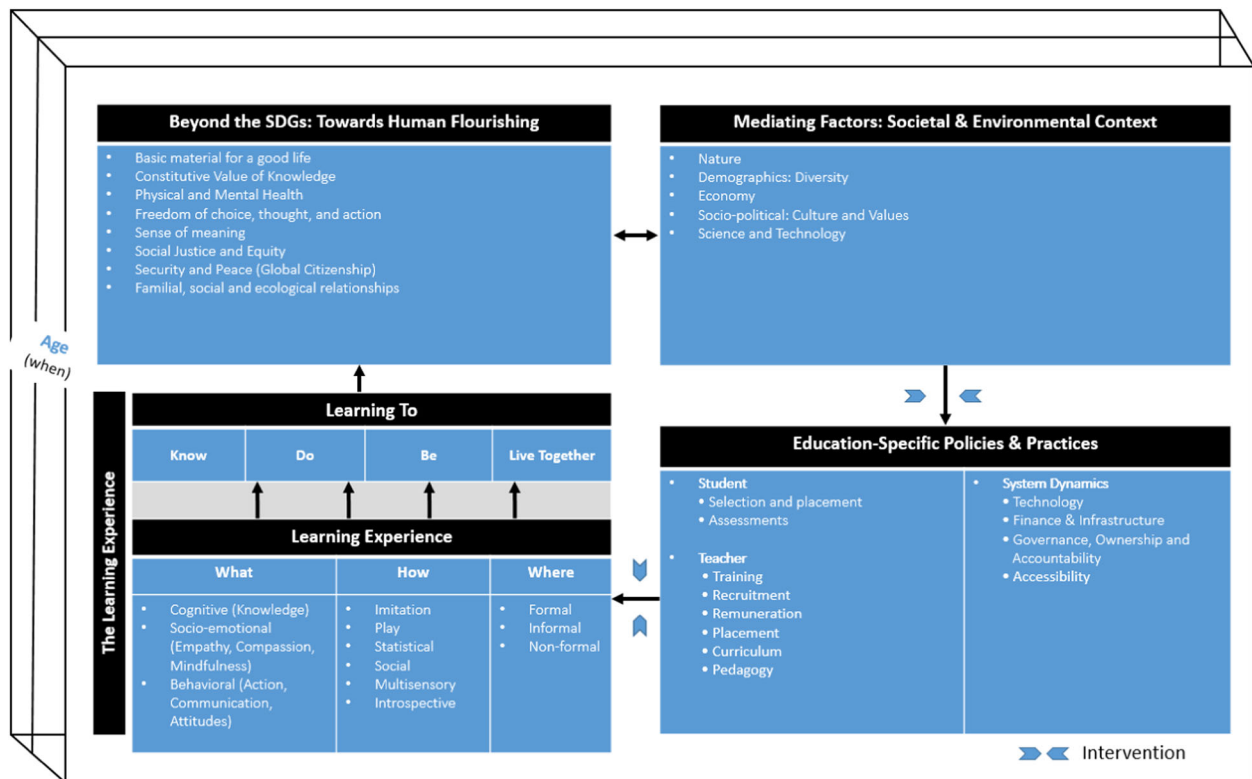 Beyond the SDGs: Towards Human Flourishing
• Basic material for a good life
• Constitutive Value of Knowledge
• Physical and Mental Health
• Freedom of choice, thought, and action
• Sense of meaning
• Social Justice and Equity
• Security and Peace (Global Citizenship)
• Familial, social and ecological relationships
Mediating Factors: Societal & Environmental Context
• Nature
• Demographics: Diversity
• Economy
• Socio-political: Culture and Values
• Science and Technology
Age
(when)
The Learning Experience
Learning To
Know
Do
Be
Live Together
Learning Experience
What
• Cognitive (Knowledge)
• Socio-emotional
(Empathy, Compassion,
Mindfulness)
• Behavioral (Action,
Communication,
Attitudes)
How
• Imitation
• Play
• Statistical
• Social
• Multisensory
• Introspective
Where
• Formal
• Informal
• Non-formal
Education-Specific Policies & Practices
• Student
• Selection and placement
• Assessments
• Teacher
• Training
• Recruitment
• Remuneration
• Placement
• Curriculum
• Pedagogy
• System Dynamics
• Technology
• Finance & Infrastructure
• Governance, Ownership and
Accountability
• Accessibility
Intervention